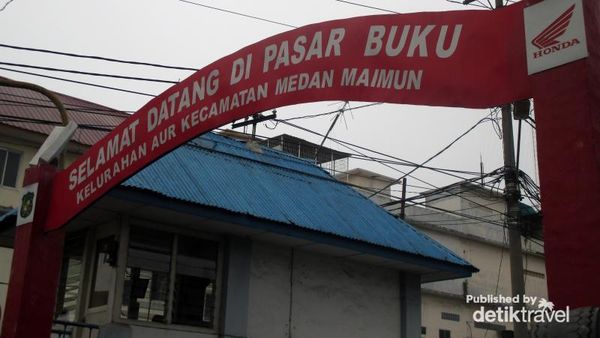 SELAMAT DATANG DI PASAR BUKU
KELURAHAN AUR KECAMATAN MEDAN MAIMUN
HONDA
Published by
detiktravel